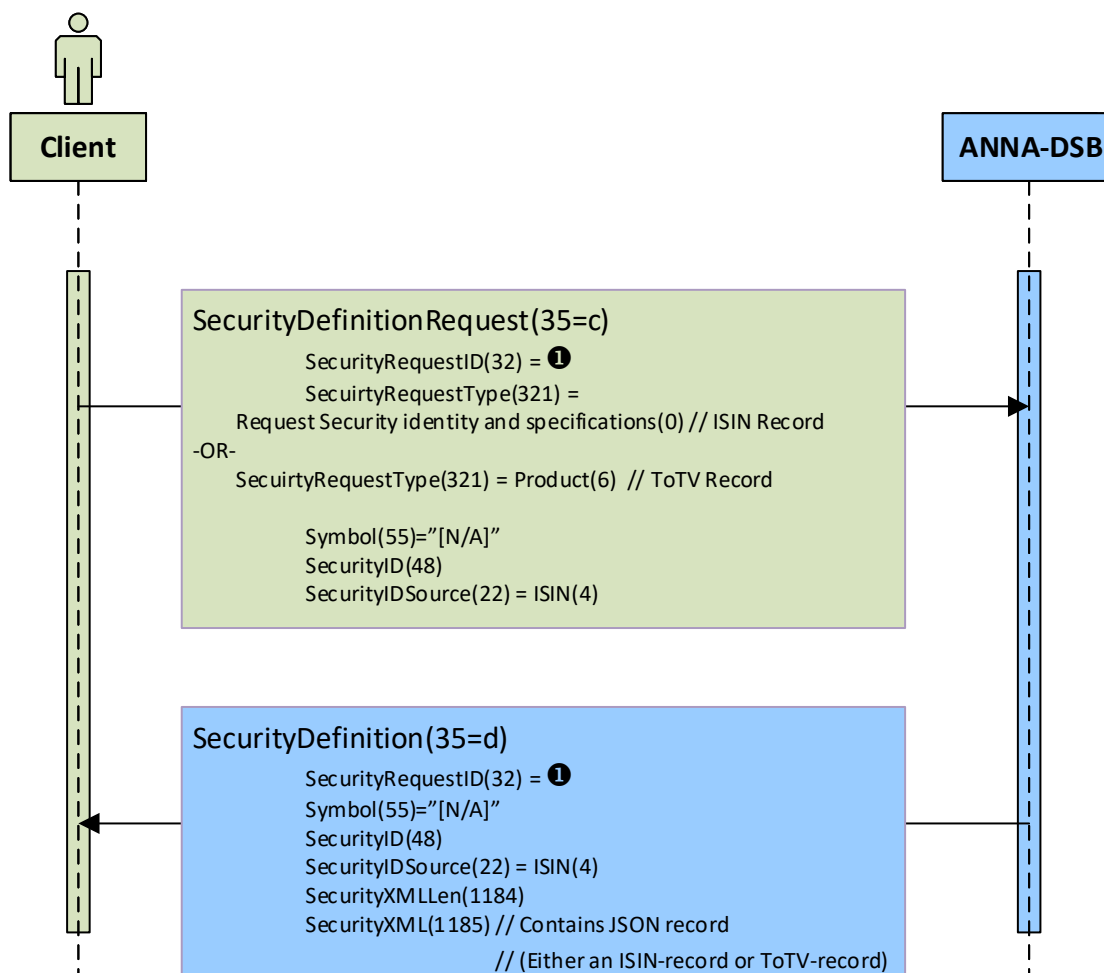 Client
ANNA-DSB
SecurityDefinitionRequest(35=c)
SecurityRequestID(32) = ❶
SecuirtyRequestType(321) =
Request Security identity and specifications(0) // ISIN Record
-OR-
SecuirtyRequestType(321) = Product(6) // ToTV Record
Symbol(55)=”[N/A]”
SecurityID(48)
SecurityIDSource(22) = ISIN(4)
SecurityDefinition(35=d)
SecurityRequestID(32) = ❶
Symbol(55)=”[N/A]”
SecurityID(48)
SecurityIDSource(22) = ISIN(4)
SecurityXMLLen(1184)
SecurityXML(1185) // Contains JSON record
// (Either an ISIN-record or ToTV-record)